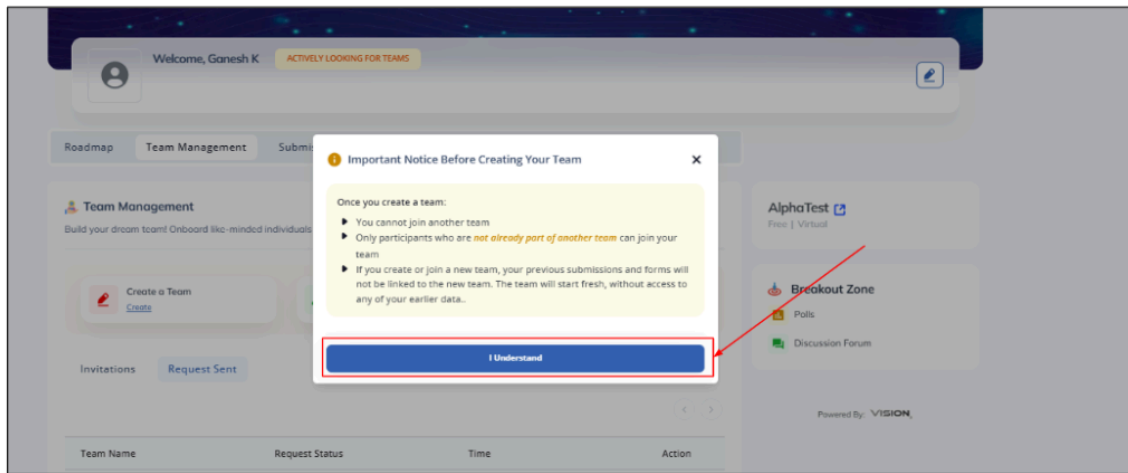 Welcome, Ganesh K
ACTIVELY LOOKING FOR TEAMS
Roadmap
Team Management
Submis
Important Notice Before Creating Your Team
Once you create a team:
You cannot join another team
Only participants who are not already part of another team can join your
team
If you create or join a new team, your previous submissions and forms will
not be linked to the new team. The team will start fresh, without access to
any of your earlier data..
I Understand
Team Management
Build your dream team! Onboard like-minded individuals
Create a Team
Create
Invitations
Request Sent
Team Name
Request Status
Time
Action
AlphaTest
Free | Virtual
Breakout Zone
Polls
Discussion Forum
Powered By: VISION